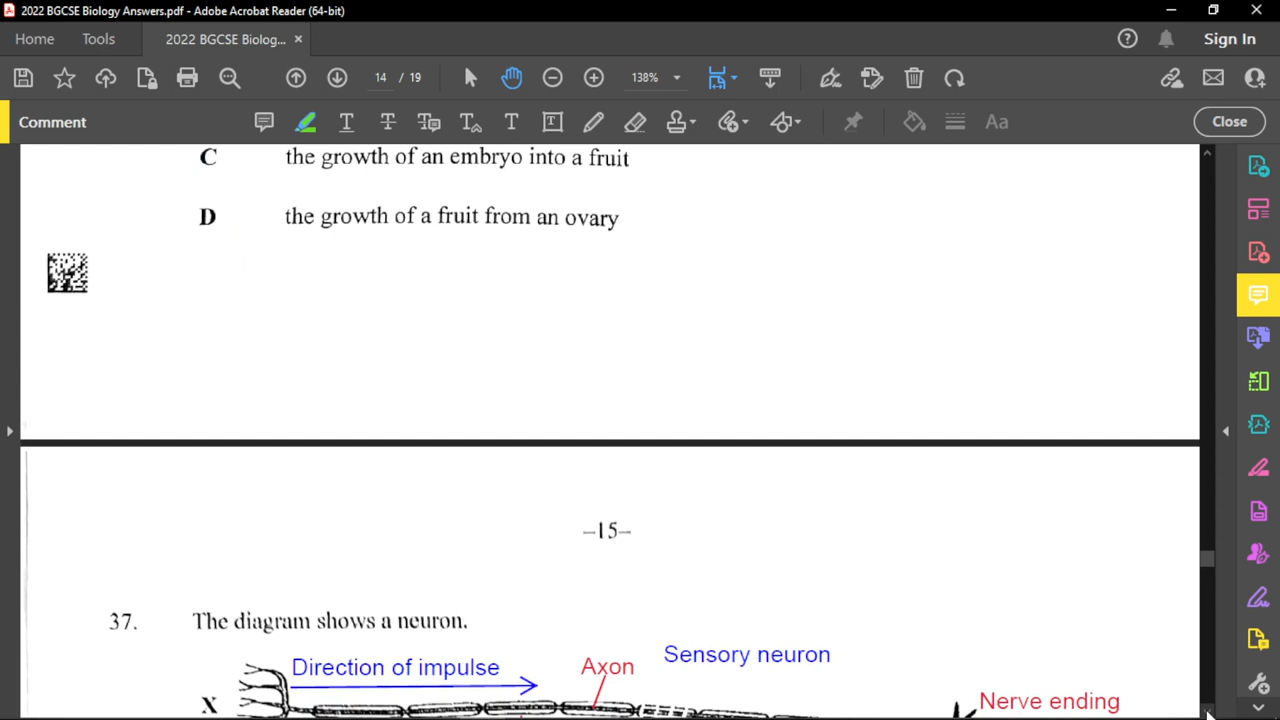 2022 BGCSE Biology Answers.pdf - Adobe Acrobat Reader (64-bit)
Home Tools 2022 BGCSE Biolog... × Sign In
14 / 19 138%
Comment Close
C the growth of an embryo into a fruit
D the growth of a fruit from an ovary
–15–
37. The diagram shows a neuron.
Direction of impulse Axon Sensory neuron
X Nerve ending